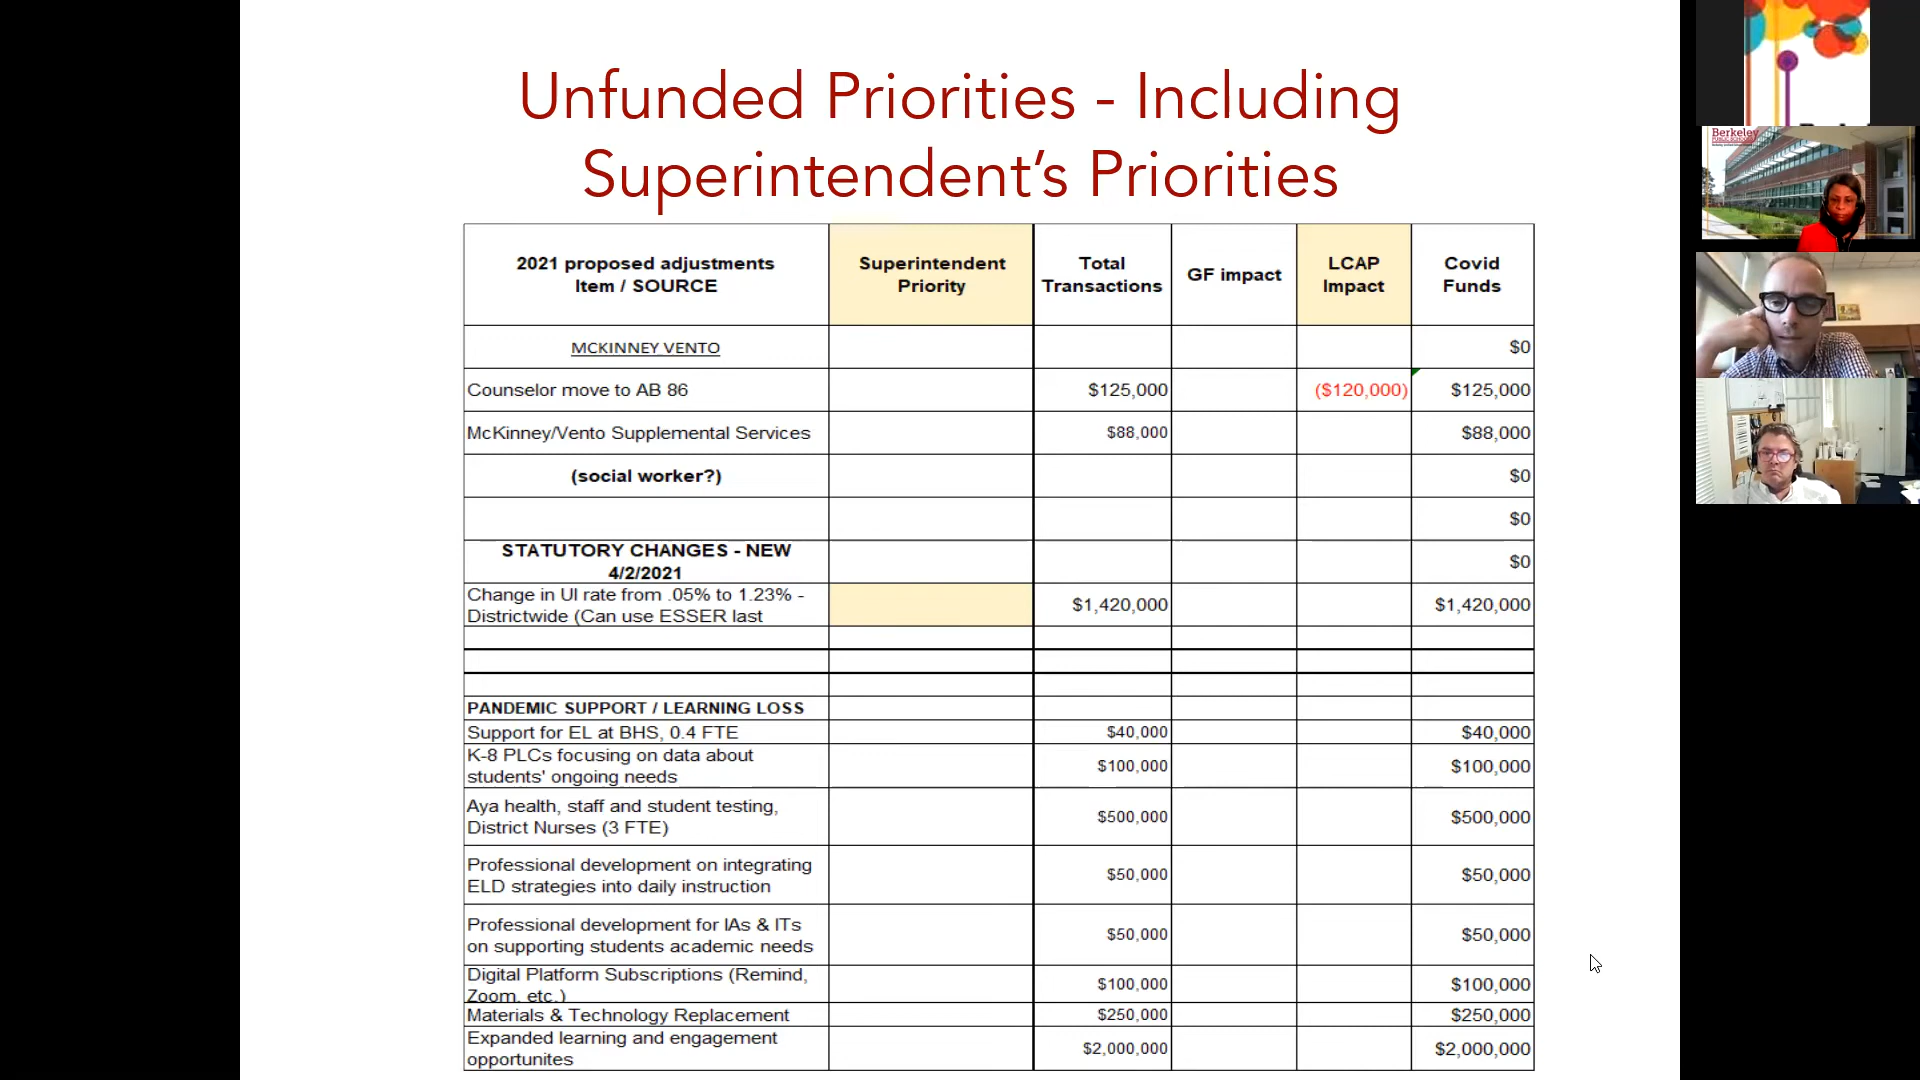 Unfunded Priorities - Including
Superintendent’s Priorities
2021 proposed adjustments
Item / SOURCE
Superintendent
Priority
Total
Transactions
GF impact
LCAP
Impact
Covid
Funds
MCKINNEY VENTO
$0
Counselor move to AB 86
$125,000
($120,000)
$125,000
McKinney/Vento Supplemental Services
$88,000
$88,000
(social worker?)
$0
$0
STATUTORY CHANGES - NEW
4/2/2021
$0
Change in UI rate from .05% to 1.23% -
Districtwide (Can use ESSER last
$1,420,000
$1,420,000
PANDEMIC SUPPORT / LEARNING LOSS
Support for EL at BHS, 0.4 FTE
$40,000
$40,000
K-8 PLCs focusing on data about
students' ongoing needs
$100,000
$100,000
Aya health, staff and student testing,
District Nurses (3 FTE)
$500,000
$500,000
Professional development on integrating
ELD strategies into daily instruction
$50,000
$50,000
Professional development for IAs & ITs
on supporting students academic needs
$50,000
$50,000
Digital Platform Subscriptions (Remind,
Zoom, etc.)
$100,000
$100,000
Materials & Technology Replacement
$250,000
$250,000
Expanded learning and engagement
opportunites
$2,000,000
$2,000,000
Berkeley